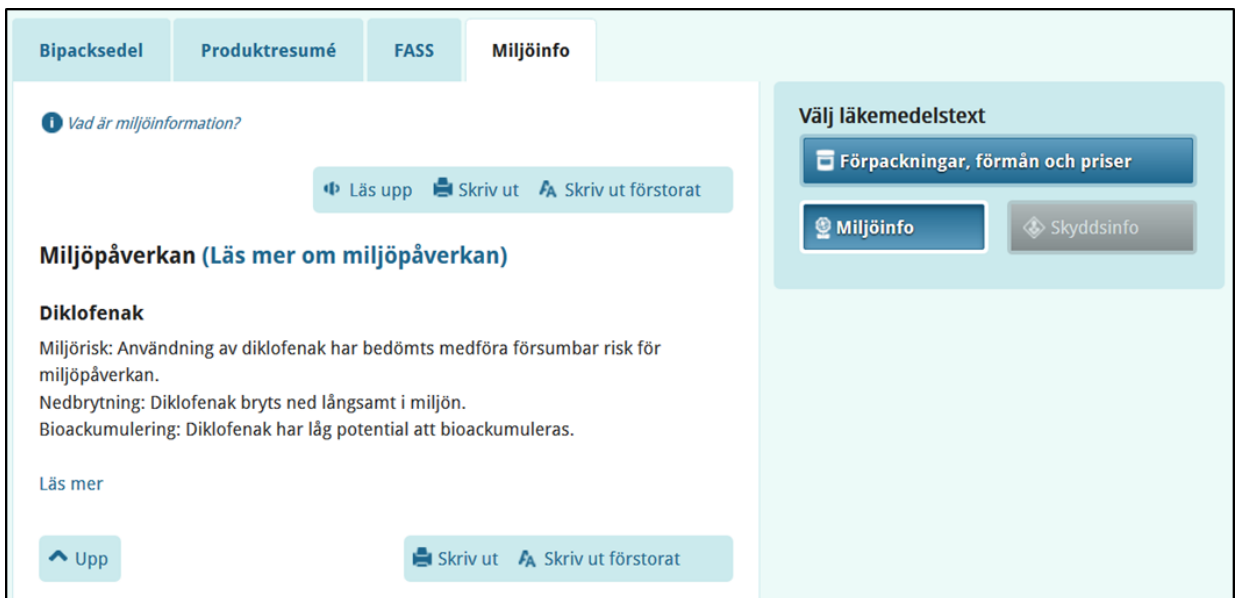 Bipacksedel
Produktresumé
FASS
Miljöinfo
Vad är miljöinformation?
Läs upp
Skriv ut
Skriv ut förstorat
Miljöpåverkan (Läs mer om miljöpåverkan)
Diklofenak
Miljörisk: Användning av diklofenak har bedömts medföra försumbar risk för
miljöpåverkan.
Nedbrytning: Diklofenak bryts ned långsamt i miljön.
Bioackumulering: Diklofenak har låg potential att bioackumuleras.
Läs mer
Upp
Skriv ut
Skriv ut förstorat
Välj läkemedelstext
Förpackningar, förmån och priser
Miljöinfo
Skyddsinfo